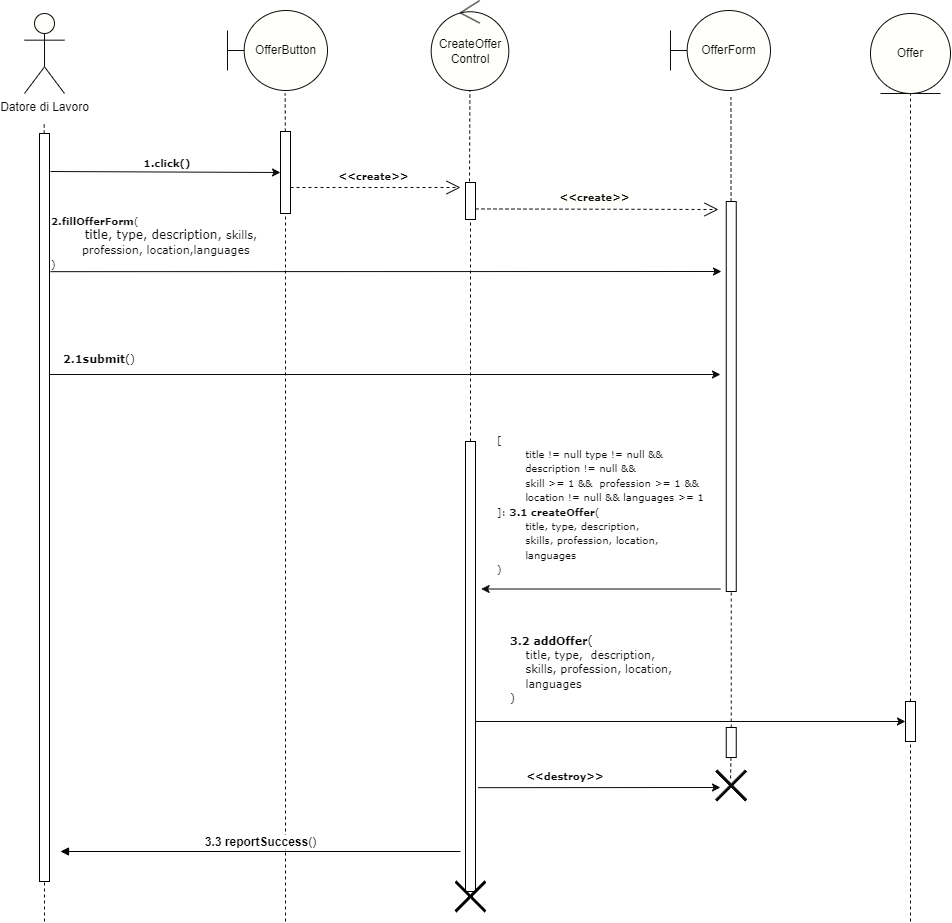 OfferButton
CreateOffer
Control
OfferForm
Offer
Datore di Lavoro
1.click()
<<create>>
<<create>>
2.fillOfferForm(
title, type, description, skills,
profession, location,languages
)
2.1submit()
[
title != null type != null &&
description != null &&
skill >= 1 && profession >= 1 &&
location != null && languages >= 1
]: 3.1 createOffer(
title, type, description,
skills, profession, location,
languages
)
3.2 addOffer(
title, type, description,
skills, profession, location,
languages
)
<<destroy>>
3.3 reportSuccess()